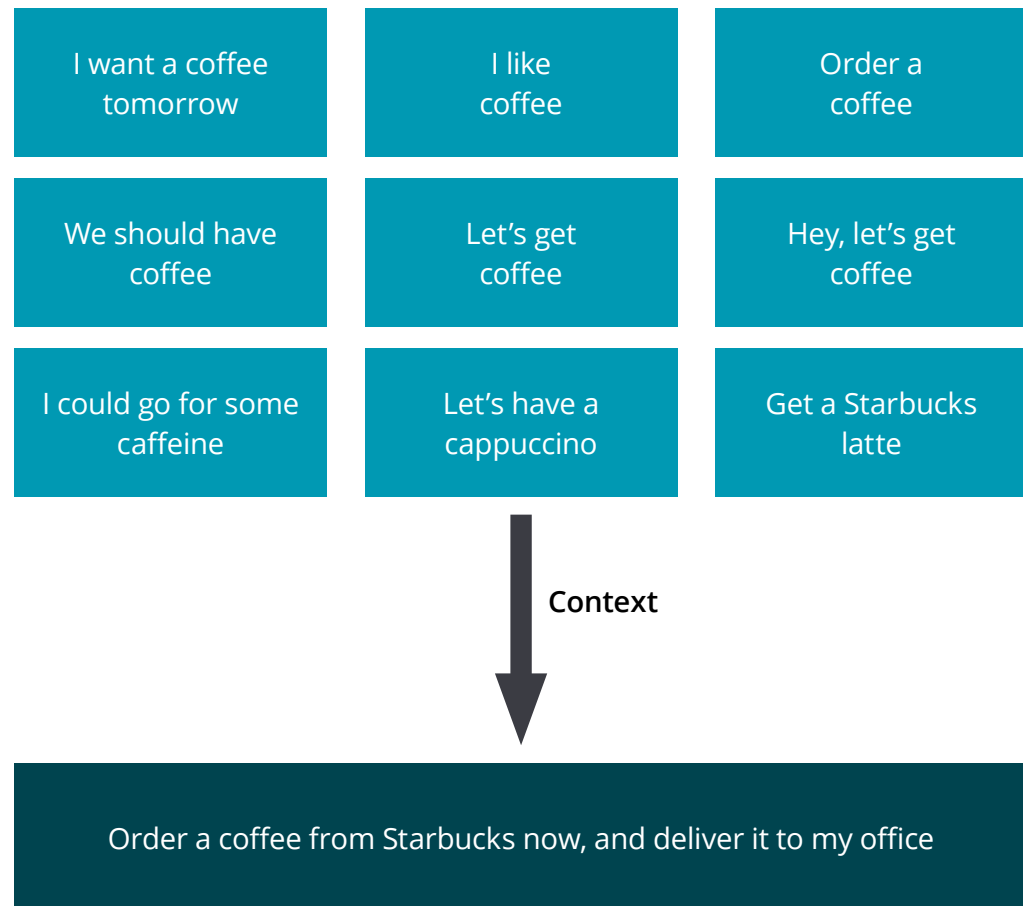 I want a coffee
tomorrow
I like
coffee
Order a
coffee
We should have
coffee
Let’s get
coffee
Hey, let’s get
coffee
I could go for some
caffeine
Let’s have a
cappuccino
Get a Starbucks
latte
Context
Order a coffee from Starbucks now, and deliver it to my office